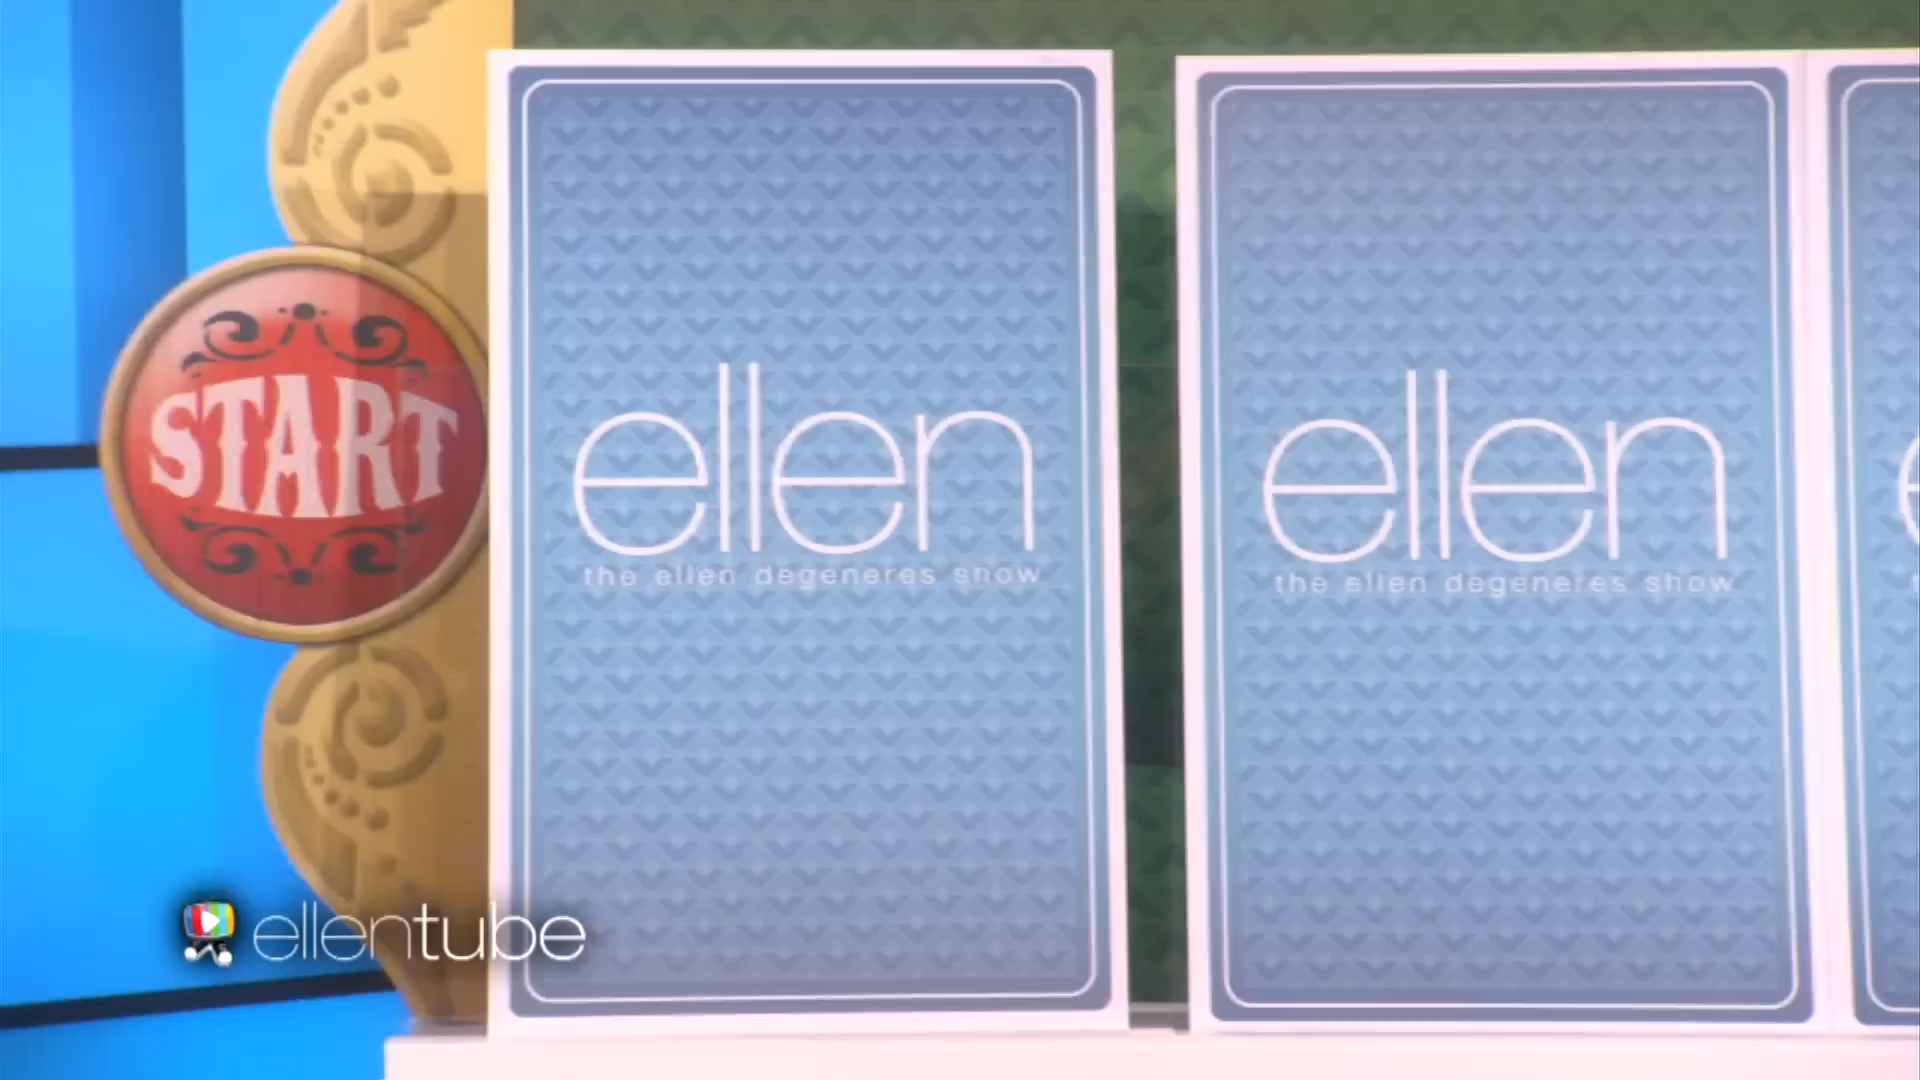 START
ellen
the ellen degeneres show
ellen
the ellen degeneres show
ellentube